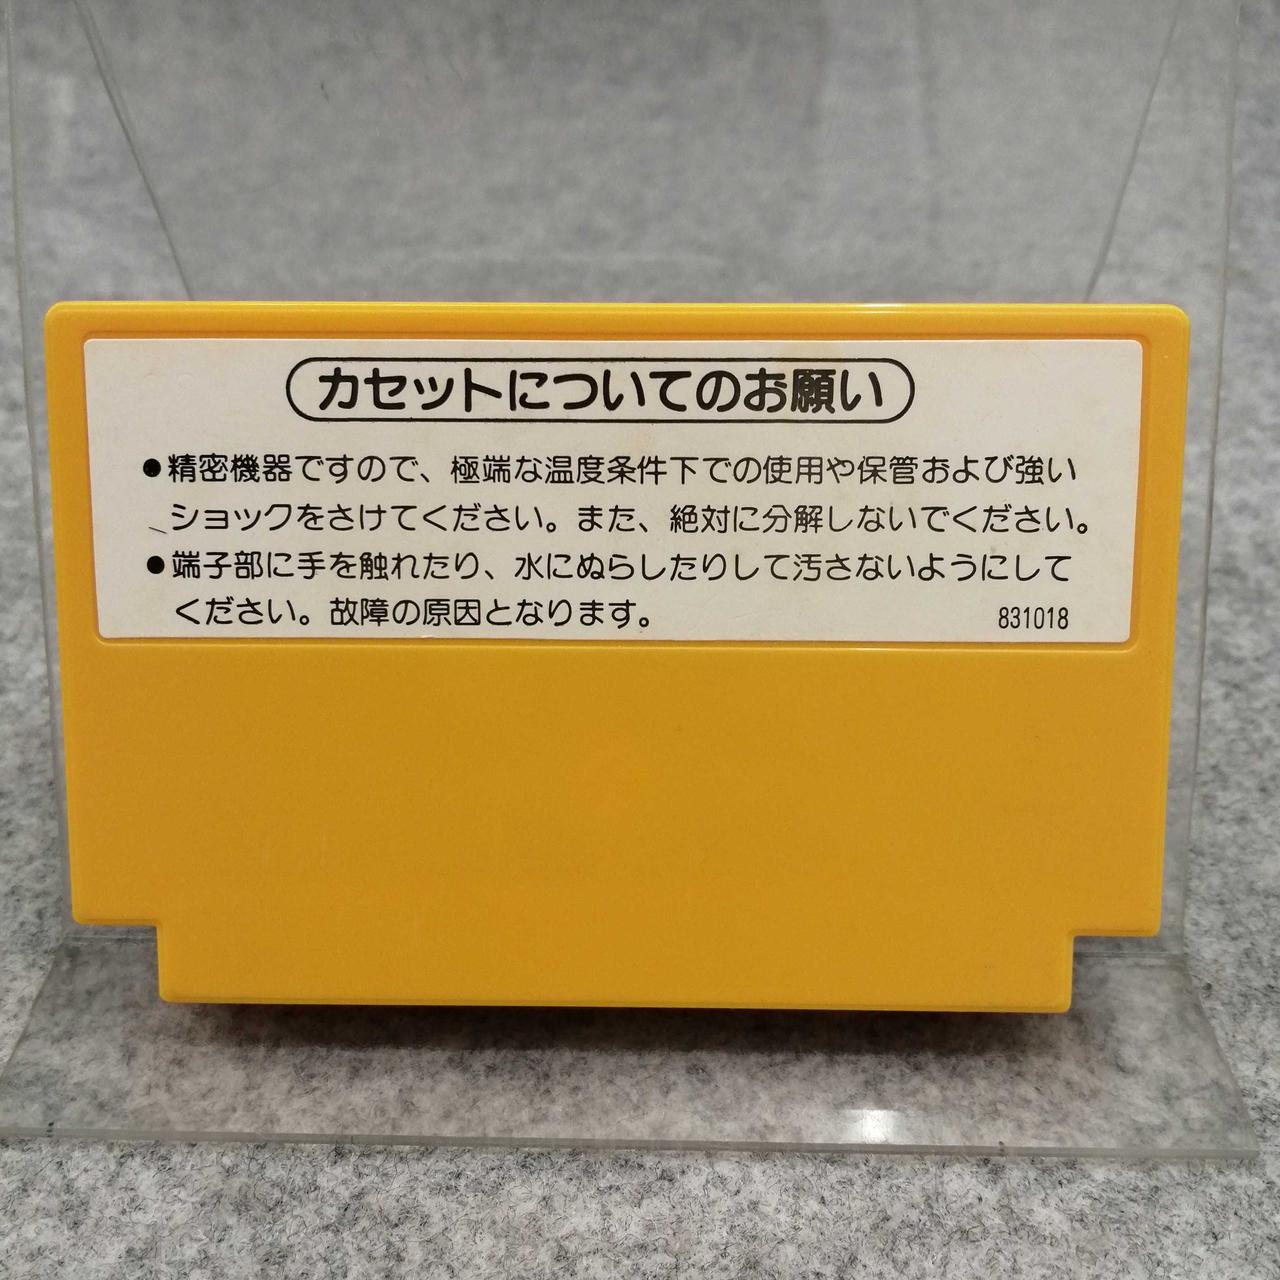 カセットについてのお願い
●精密機器ですので、極端な温度条件下での使用や保管および強い
ショックをさけてください。また、絶対に分解しないでください。
●端子部に手を触れたり、水にぬらしたりして汚さないようにして
ください。故障の原因となります。
831018